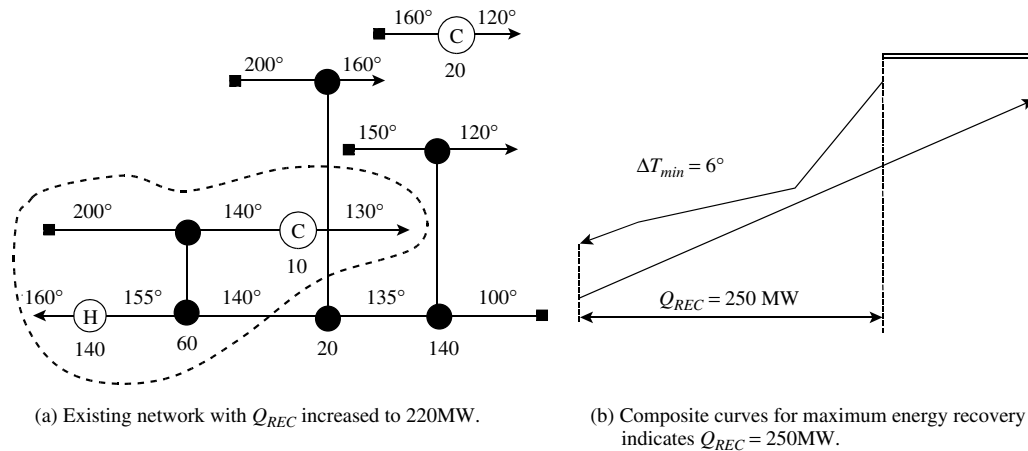 160° 120°
C
20
200° 160°
150° 120°
200° 140° C 130°
10
160° H 155° 140° 135° 100°
140 60 20 140
(a) Existing network with Q_REC increased to 220MW.
ΔT_min = 6°
Q_REC = 250 MW
(b) Composite curves for maximum energy recovery
indicates Q_REC = 250MW.